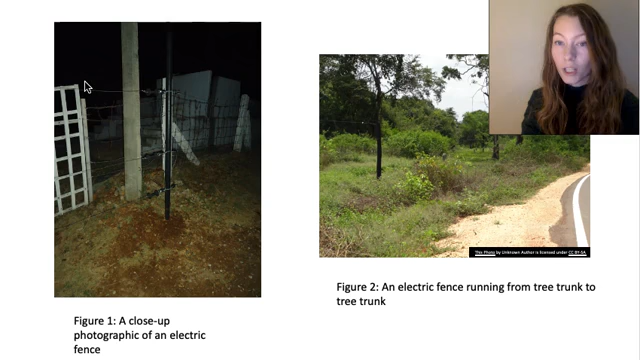 This Photo by Unknown Author is licensed under CC BY-SA
Figure 2: An electric fence running from tree trunk to
tree trunk
Figure 1: A close-up
photographic of an electric
fence